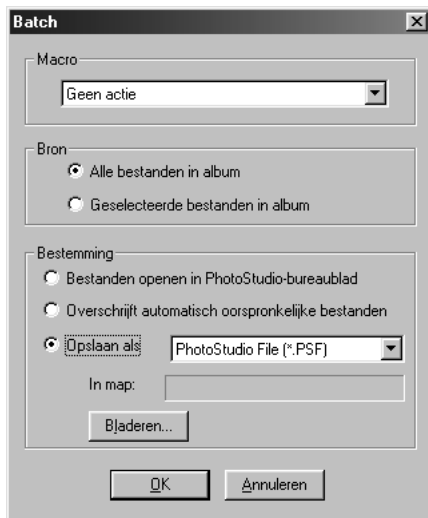 Batch
Macro
Geen actie
Bron
Alle bestanden in album
Geselecteerde bestanden in album
Bestemming
Bestanden openen in PhotoStudio-bureaublad
Overschrijft automatisch oorspronkelijke bestanden
Opslaan als PhotoStudio File (*.PSF)
In map:
Bladeren...
OK Annuleren